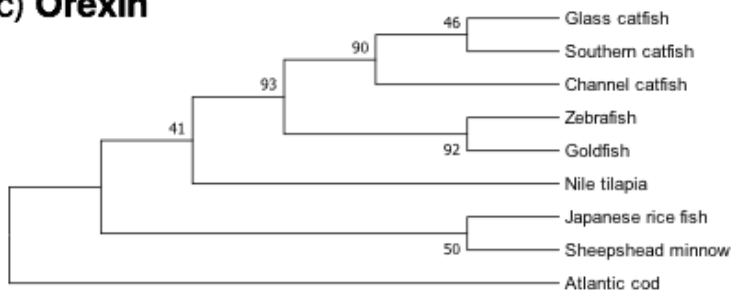 c) Orexin
46
Glass catfish
Southern catfish
90
Channel catfish
93
Zebrafish
92
Goldfish
41
Nile tilapia
Japanese rice fish
50
Sheepshead minnow
Atlantic cod